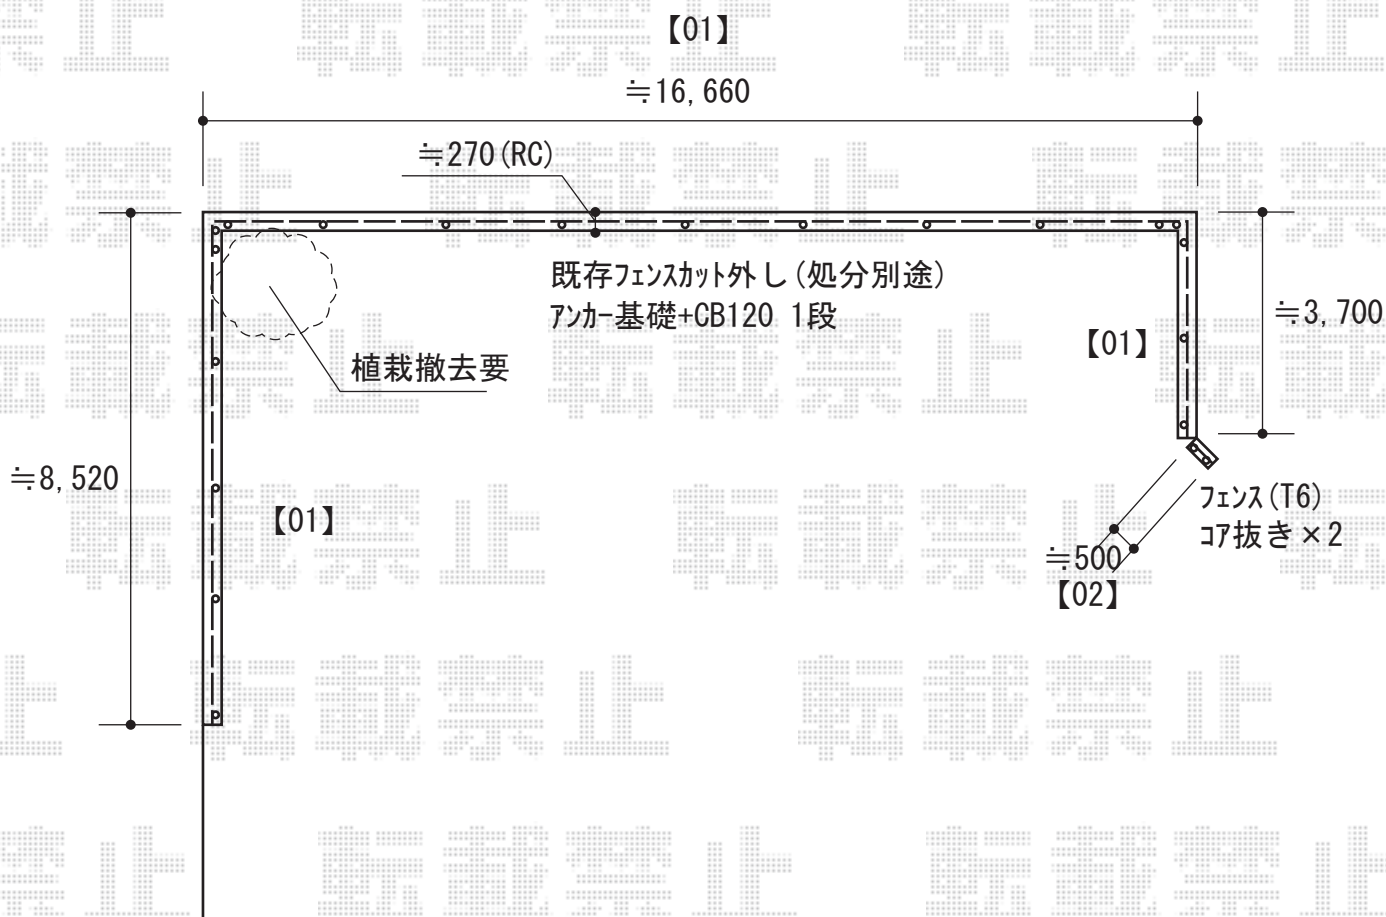 【01】
≒16,660
≒270(RC)
既存フェンスカット外し(処分別途)
アンカー基礎+CB120 1段
≒3,700
【01】
植栽撤去要
≒8,520
【01】
フェンス(T6)
コア抜き×2
≒500
【02】
転載禁止